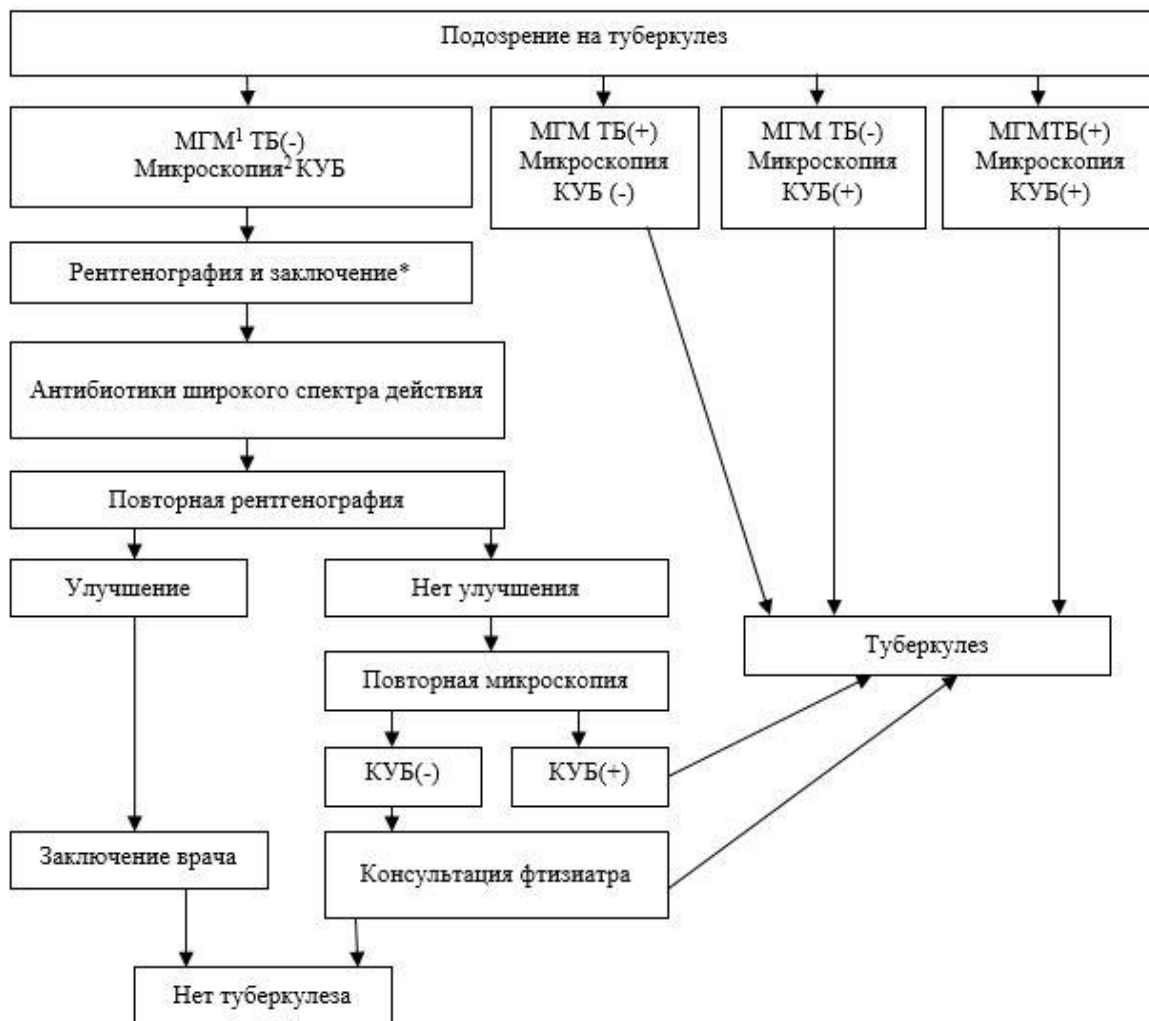 Подозрение на туберкулез
МГМ¹ ТБ(-)
Микроскопия² КУБ
МГМ ТБ(+)
Микроскопия
КУБ (-)
МГМ ТБ(-)
Микроскопия
КУБ(+)
МГМТБ(+)
Микроскопия
КУБ(+)
Рентгенография и заключение*
Антибиотики широкого спектра действия
Повторная рентгенография
Улучшение
Нет улучшения
Туберкулез
Повторная микроскопия
КУБ(-)
КУБ(+)
Заключение врача
Консультация фтизиатра
Нет туберкулеза